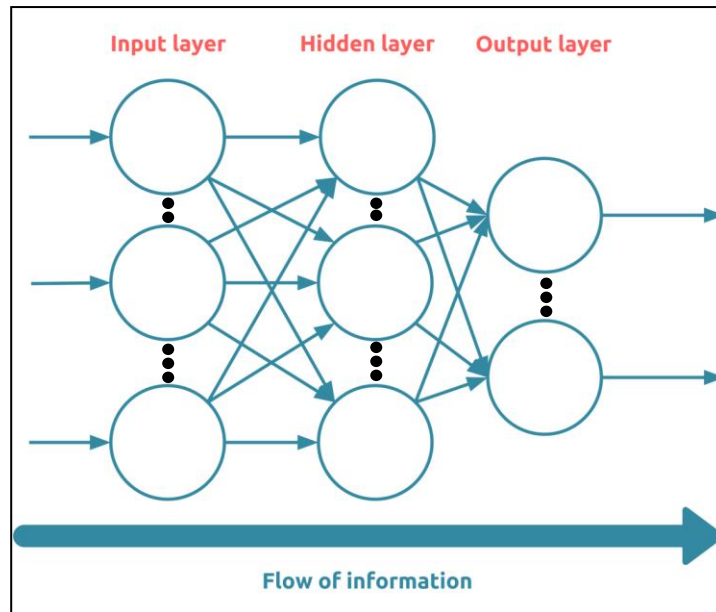 Input layer
Hidden layer
Output layer
Flow of information